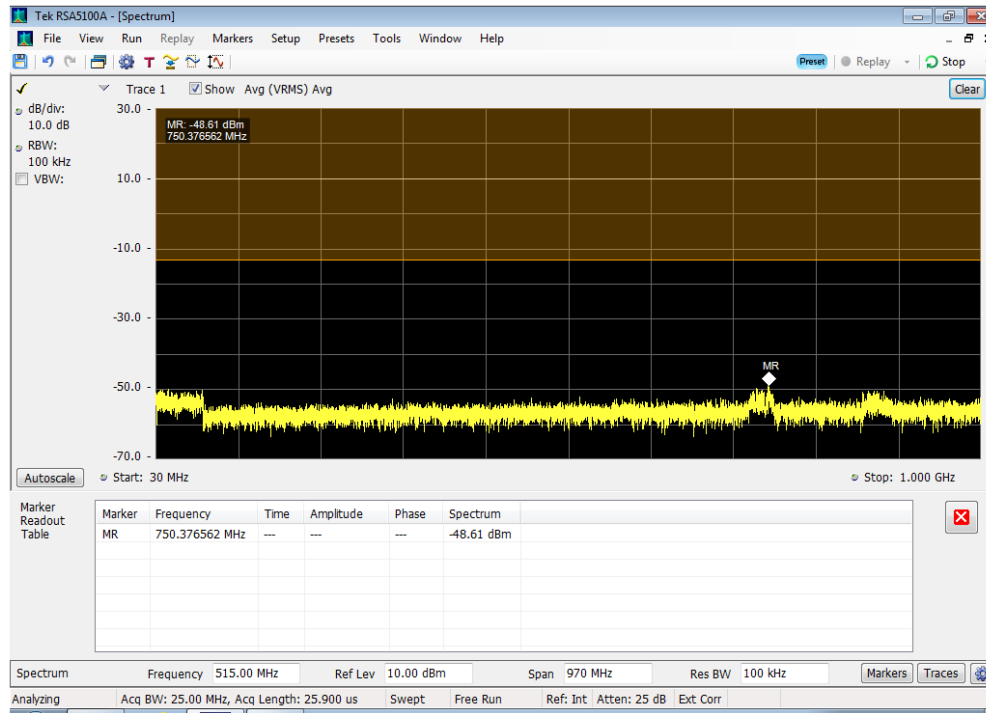 Tek RSA5100A - [Spectrum]
File View Run Replay Markers Setup Presets Tools Window Help
T Preset Replay Stop
Trace 1 Show Avg (VRMS) Avg Clear
dB/div:
10.0 dB
RBW:
100 kHz
VBW:
30.0
10.0
-10.0
-30.0
-50.0
-70.0
MR: -48.61 dBm
750.376562 MHz
MR
Autoscale Start: 30 MHz Stop: 1.000 GHz
Marker
Readout
Table
Marker Frequency Time Amplitude Phase Spectrum
MR 750.376562 MHz --- --- --- -48.61 dBm
Spectrum Frequency 515.00 MHz Ref Lev 10.00 dBm Span 970 MHz Res BW 100 kHz Markers Traces
Analyzing Acq BW: 25.00 MHz, Acq Length: 25.900 us Swept Free Run Ref: Int Atten: 25 dB Ext Corr